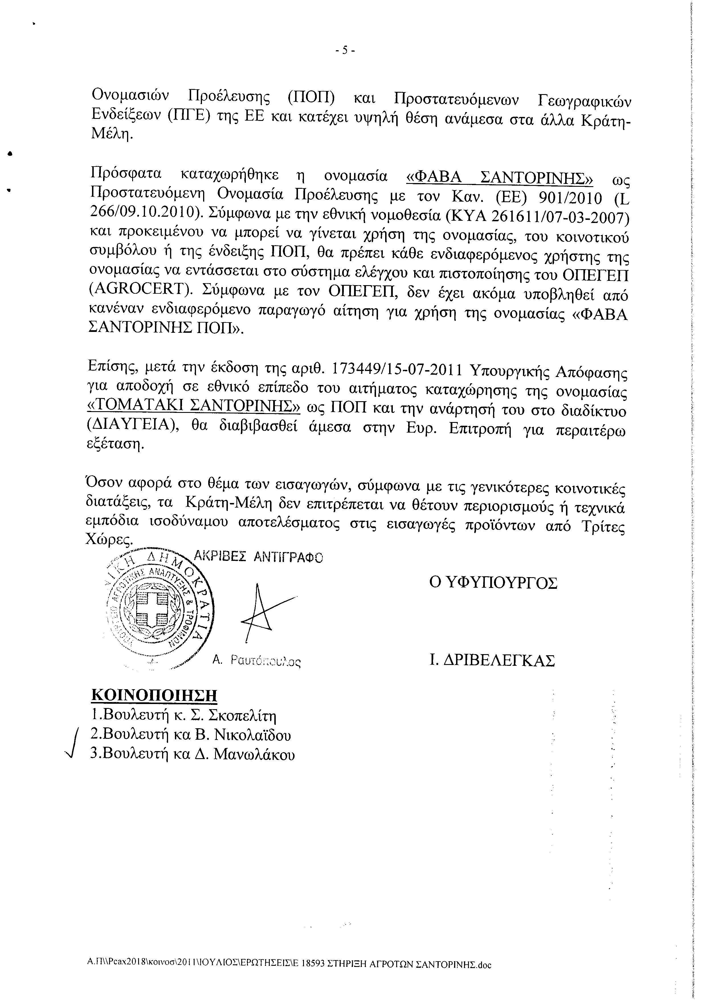 - 5 -
Ονομασιών Προέλευσης (ΠΟΠ) και Προστατευόμενων Γεωγραφικών
Ενδείξεων (ΠΓΕ) της ΕΕ και κατέχει υψηλή θέση ανάμεσα στα άλλα Κράτη-
Μέλη.
Πρόσφατα καταχωρήθηκε η ονομασία «ΦΑΒΑ ΣΑΝΤΟΡΙΝΗΣ» ως
Προστατευόμενη Ονομασία Προέλευσης με τον Καν. (ΕΕ) 901/2010 (L
266/09.10.2010). Σύμφωνα με την εθνική νομοθεσία (ΚΥΑ 261611/07-03-2007)
και προκειμένου να μπορεί να γίνεται χρήση της ονομασίας, του κοινοτικού
συμβόλου ή της ένδειξης ΠΟΠ, θα πρέπει κάθε ενδιαφερόμενος χρήστης της
ονομασίας να εντάσσεται στο σύστημα ελέγχου και πιστοποίησης του ΟΠΕΓΕΠ
(AGROCERT). Σύμφωνα με τον ΟΠΕΓΕΠ, δεν έχει ακόμα υποβληθεί από
κανέναν ενδιαφερόμενο παραγωγό αίτηση για χρήση της ονομασίας «ΦΑΒΑ
ΣΑΝΤΟΡΙΝΗΣ ΠΟΠ».
Επίσης, μετά την έκδοση της αριθ. 173449/15-07-2011 Υπουργικής Απόφασης
για αποδοχή σε εθνικό επίπεδο του αιτήματος καταχώρησης της ονομασίας
«ΤΟΜΑΤΑΚΙ ΣΑΝΤΟΡΙΝΗΣ» ως ΠΟΠ και την ανάρτησή του στο διαδίκτυο
(ΔΙΑΥΓΕΙΑ), θα διαβιβασθεί άμεσα στην Ευρ. Επιτροπή για περαιτέρω
εξέταση.
Όσον αφορά στο θέμα των εισαγωγών, σύμφωνα με τις γενικότερες κοινοτικές
διατάξεις, τα Κράτη-Μέλη δεν επιτρέπεται να θέτουν περιορισμούς ή τεχνικά
εμπόδια ισοδύναμου αποτελέσματος στις εισαγωγές προϊόντων από Τρίτες
Χώρες.
ΑΚΡΙΒΕΣ ΑΝΤΙΓΡΑΦΟ
ΔΗΜΟΚΡΑΤΙΑ
ΑΓΡΟΤΙΚΗΣ ΑΝΑΠΤΥΞΗΣ & ΤΡΟΦΙΜΩΝ
Ο ΥΦΥΠΟΥΡΓΟΣ
Α. Ραυτόπουλος
Ι. ΔΡΙΒΕΛΕΓΚΑΣ
ΚΟΙΝΟΠΟΙΗΣΗ
1.Βουλευτή κ. Σ. Σκοπελίτη
2.Βουλευτή κα Β. Νικολαϊδου
3.Βουλευτή κα Δ. Μανωλάκου
Α.Π\\Pcax2018\κοινοσ\2011\ΙΟΥΛΙΟΣ\ΕΡΩΤΗΣΕΙΣ\Ε 18593 ΣΤΗΡΙΞΗ ΑΓΡΟΤΩΝ ΣΑΝΤΟΡΙΝΗΣ.doc